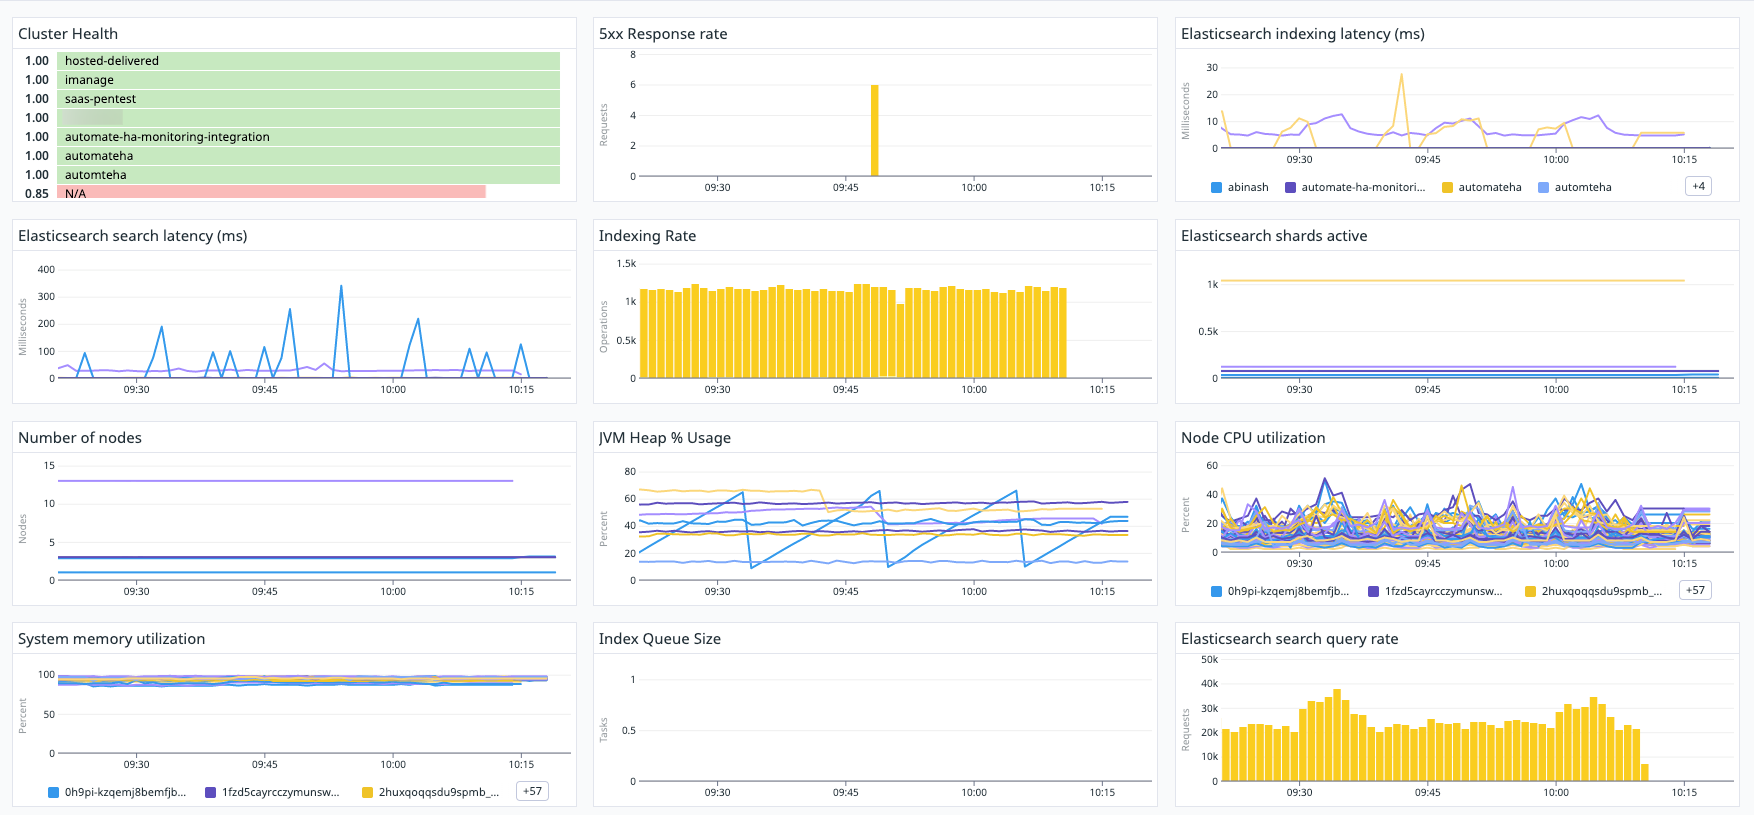 Cluster Health
1.00 hosted-delivered
1.00 imanage
1.00 saas-pentest
1.00
1.00 automate-ha-monitoring-integration
1.00 automateha
1.00 automteha
0.85 N/A
5xx Response rate
Requests
8
6
4
2
0
09:30 09:45 10:00 10:15
Elasticsearch indexing latency (ms)
Milliseconds
30
20
10
0
09:30 09:45 10:00 10:15
abinash automate-ha-monitori... automateha automteha +4
Elasticsearch search latency (ms)
Milliseconds
400
300
200
100
0
09:30 09:45 10:00 10:15
Indexing Rate
Operations
1.5k
1k
0.5k
0
09:30 09:45 10:00 10:15
Elasticsearch shards active
1k
0.5k
0
09:30 09:45 10:00 10:15
Number of nodes
Nodes
15
10
5
0
09:30 09:45 10:00 10:15
JVM Heap % Usage
Percent
80
60
40
20
0
09:30 09:45 10:00 10:15
Node CPU utilization
Percent
60
40
20
0
09:30 09:45 10:00 10:15
0h9pi-kzqemj8bemfjb... 1fzd5cayrcczymunsw... 2huxqoqqsdu9spmb_... +57
System memory utilization
Percent
100
50
0
09:30 09:45 10:00 10:15
0h9pi-kzqemj8bemfjb... 1fzd5cayrcczymunsw... 2huxqoqqsdu9spmb_... +57
Index Queue Size
Tasks
1
0.5
0
09:30 09:45 10:00 10:15
Elasticsearch search query rate
Requests
50k
40k
30k
20k
10k
0
09:30 09:45 10:00 10:15